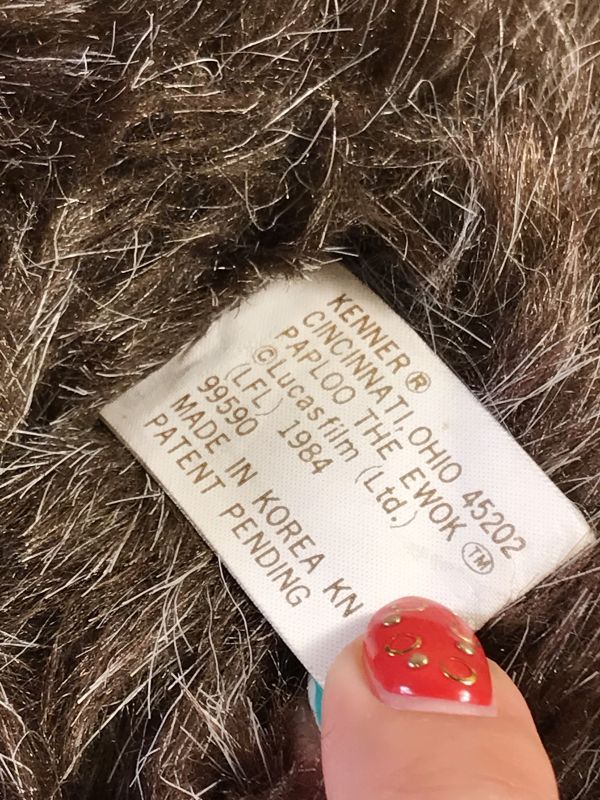 KENNER®
CINCINNATI, OHIO 45202
PAPLOO THE EWOK™
©Lucasfilm (Ltd.)
(LFL) 1984
99590
MADE IN KOREA KN
PATENT PENDING